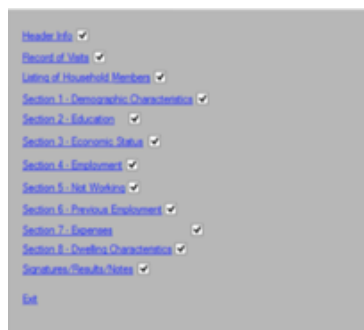 Header Info
Record of Visits
Listing of Household Members
Section 1 - Demographic Characteristics
Section 2 - Education
Section 3 - Economic Status
Section 4 - Employment
Section 5 - Not Working
Section 6 - Previous Employment
Section 7 - Expenses
Section 8 - Dwelling Characteristics
Signatures/Results/Notes
Exit